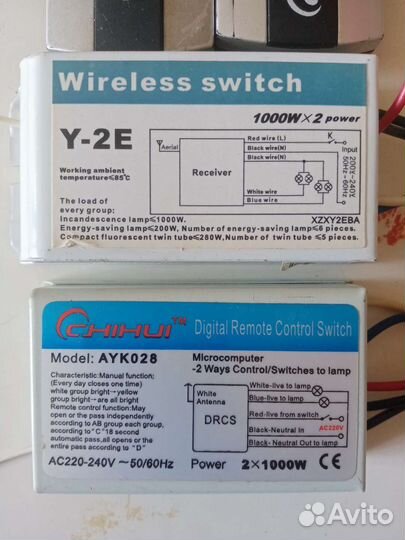 Wireless switch
1000W×2 power
Y-2E
Working ambient
temperature≤85℃
Aerial
Receiver
Red wire (L)
K
Black wire(N)
Black wire(N)
Input
200V~240V
50Hz~60Hz
White wire
Blue wire
The load of
every group:
XZXY2EBA
Incandescence lamp≤1000W.
Energy-saving lamp≤200W, Number of energy-saving lamp≤6 pieces.
Compact fluorescent twin tube≤280W, Number of twin tube≤5 pieces.
CHIHUI™
Digital Remote Control Switch
Model: AYK028
Microcomputer
-2 Ways Control/Switches to lamp
Characteristic:Manual function:
(Every day closes one time)
white group bright---yellow
group bright---are all bright
Remote control function:May
open or the pass independently
according to AB group each group,
according to "C" 18 second
automatic pass,all opens or the
entire pass according to "D"
White
Antenna
DRCS
White-live to lamp
Blue-live to lamp
Red-live from switch
Black-Neutral In
AC220V
Black- Neutral Out to lamp
AC220-240V ~50/60Hz
Power 2×1000W CE
Avito